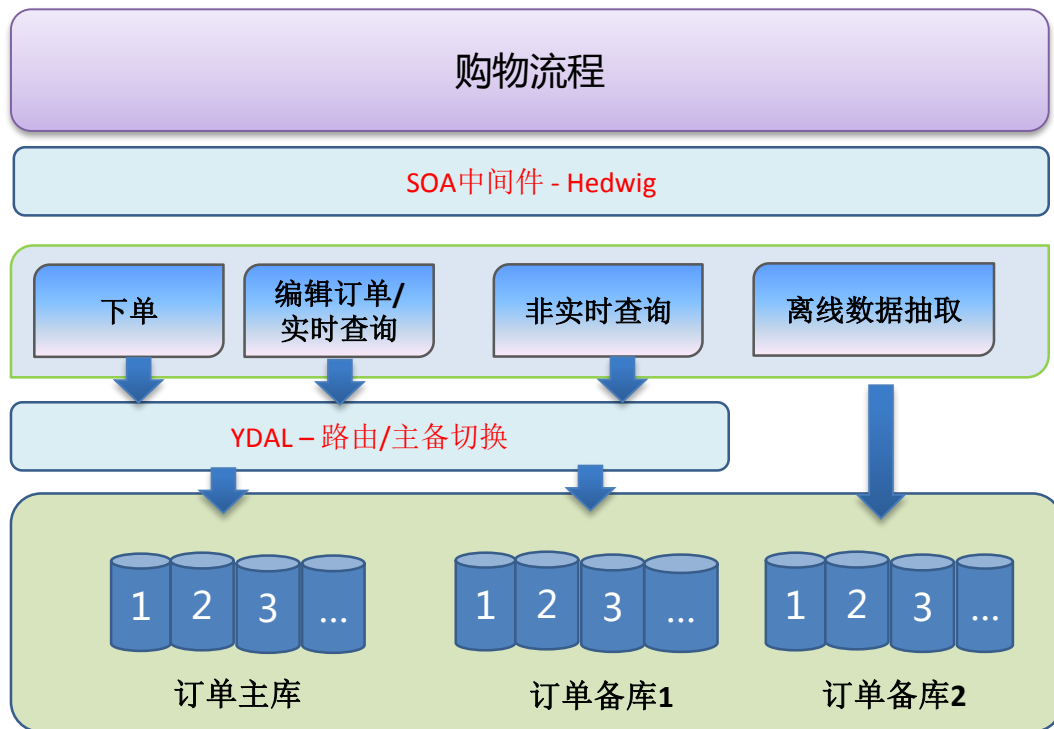 购物流程
SOA中间件 - Hedwig
下单
编辑订单/
实时查询
非实时查询
离线数据抽取
YDAL – 路由/主备切换
1 2 3 ...
1 2 3 ...
1 2 3 ...
订单主库
订单备库1
订单备库2